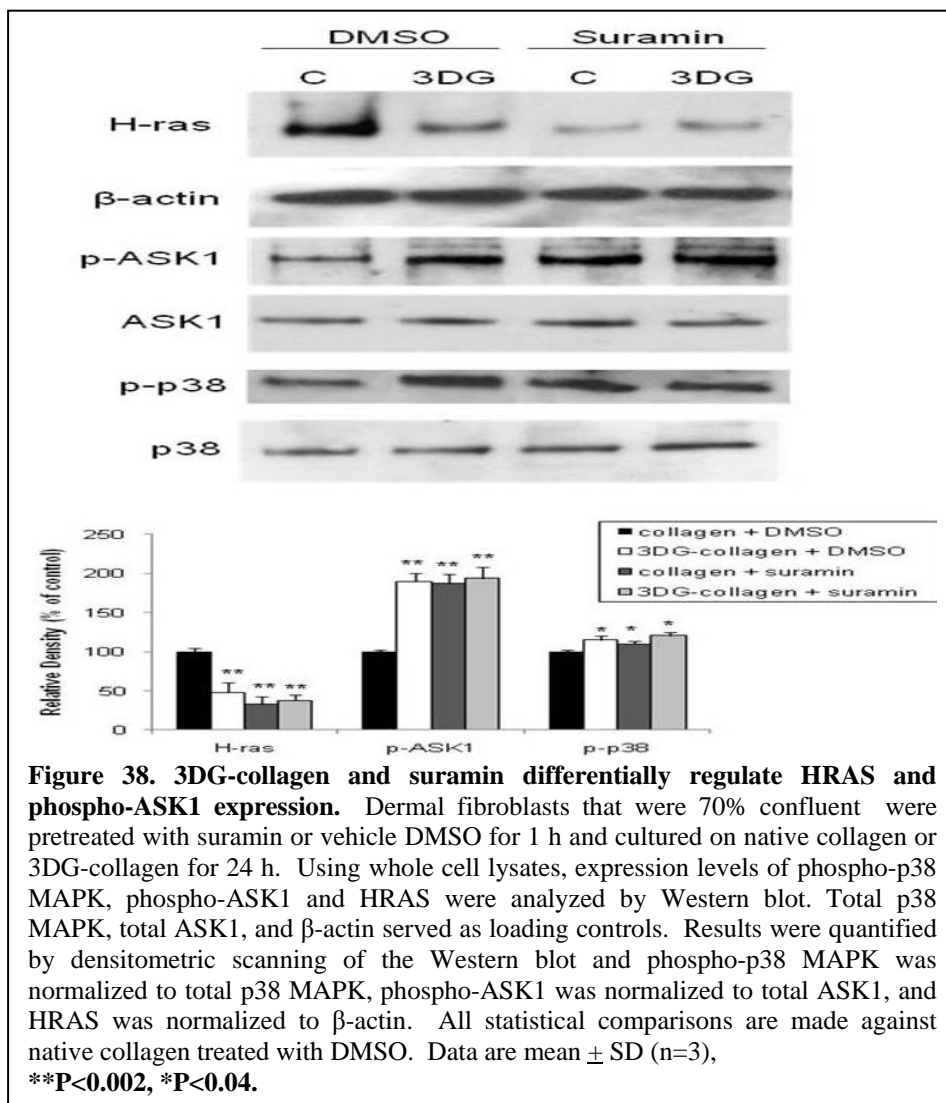 DMSO Suramin
C 3DG C 3DG
H-ras
β-actin
p-ASK1
ASK1
p-p38
p38
250
200
150
100
50
0
Relative Density (% of control)
** ** **
** ** **
* * *
H-ras p-ASK1 p-p38
collagen + DMSO
3DG-collagen + DMSO
collagen + suramin
3DG-collagen + suramin
Figure 38. 3DG-collagen and suramin differentially regulate HRAS and
phospho-ASK1 expression. Dermal fibroblasts that were 70% confluent were
pretreated with suramin or vehicle DMSO for 1 h and cultured on native collagen or
3DG-collagen for 24 h. Using whole cell lysates, expression levels of phospho-p38
MAPK, phospho-ASK1 and HRAS were analyzed by Western blot. Total p38
MAPK, total ASK1, and β-actin served as loading controls. Results were quantified
by densitometric scanning of the Western blot and phospho-p38 MAPK was
normalized to total p38 MAPK, phospho-ASK1 was normalized to total ASK1, and
HRAS was normalized to β-actin. All statistical comparisons are made against
native collagen treated with DMSO. Data are mean ± SD (n=3),
**P<0.002, *P<0.04.